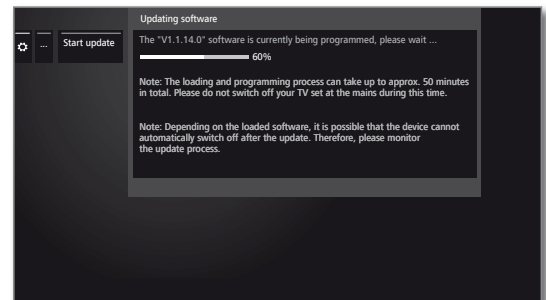 Updating software
... Start update
The "V1.1.14.0" software is currently being programmed, please wait ...
60%
Note: The loading and programming process can take up to approx. 50 minutes
in total. Please do not switch off your TV set at the mains during this time.
Note: Depending on the loaded software, it is possible that the device cannot
automatically switch off after the update. Therefore, please monitor
the update process.